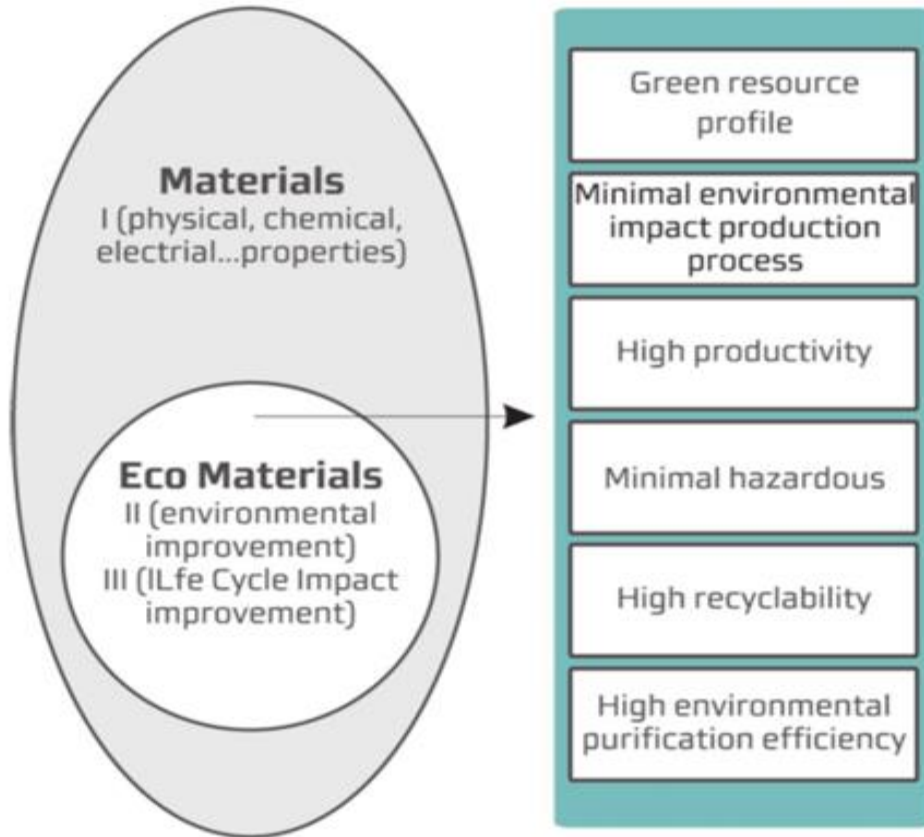 Materials
I (physical, chemical,
electrial...properties)
Eco Materials
II (environmental
improvement)
III (ILfe Cycle Impact
improvement)
Green resource
profile
Minimal environmental
impact production
process
High productivity
Minimal hazardous
High recyclability
High environmental
purification efficiency